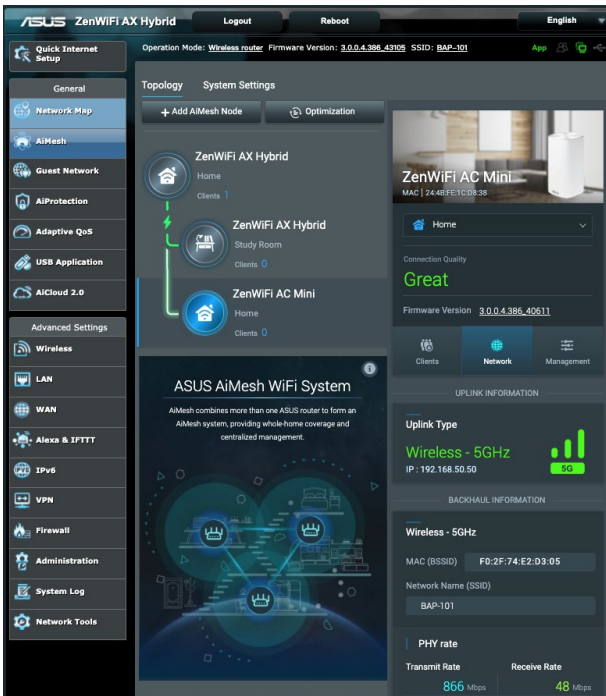 ASUS ZenWiFi AX Hybrid Logout Reboot English
Quick Internet
Setup
Operation Mode: Wireless router Firmware Version: 3.0.0.4.386_43105 SSID: BAP-101 App
General
Network Map
AiMesh
Guest Network
AiProtection
Adaptive QoS
USB Application
AiCloud 2.0
Advanced Settings
Wireless
LAN
WAN
Alexa & IFTTT
IPv6
VPN
Firewall
Administration
System Log
Network Tools
Topology System Settings
+ Add AiMesh Node Optimization
ZenWiFi AX Hybrid
Home
Clients 1
ZenWiFi AX Hybrid
Study Room
Clients 0
ZenWiFi AC Mini
Home
Clients 0
ASUS AiMesh WiFi System
AiMesh combines more than one ASUS router to form an
AiMesh system, providing whole-home coverage and
centralized management.
ZenWiFi AC Mini
MAC | 24:4B:FE:1C:D8:38
Home
Connection Quality
Great
Firmware Version 3.0.0.4.386_40611
Clients Network Management
UPLINK INFORMATION
Uplink Type
Wireless - 5GHz
IP : 192.168.50.50
5G
BACKHAUL INFORMATION
Wireless - 5GHz
MAC (BSSID) F0:2F:74:E2:D3:05
Network Name (SSID)
BAP-101
PHY rate
Transmit Rate Receive Rate
866 Mbps 48 Mbps